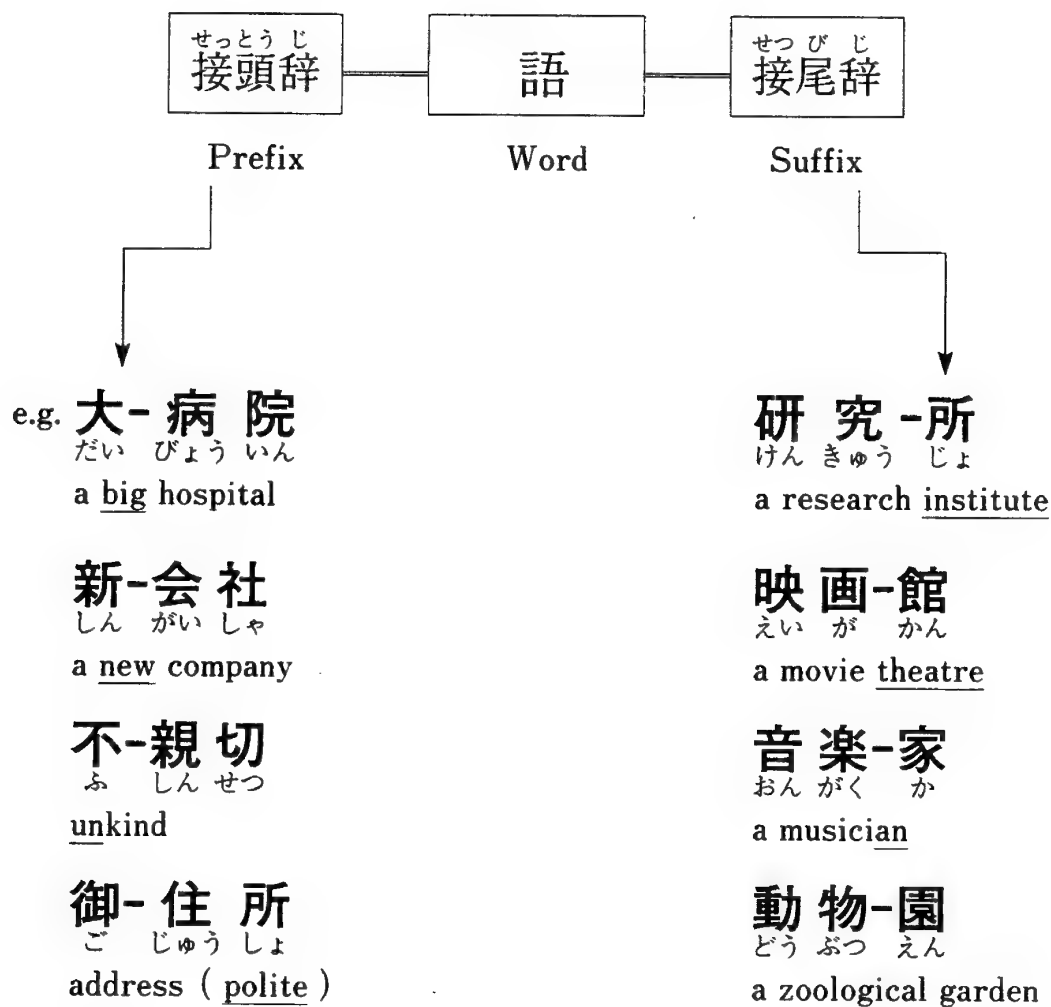 せっとうじ
接頭辞
語
せつびじ
接尾辞
Prefix
Word
Suffix
e.g. 大-病院
だい びょう いん
a big hospital
新-会社
しん がい しゃ
a new company
不-親切
ふ しん せつ
unkind
御-住所
ご じゅう しょ
address ( polite )
研究-所
けん きゅう じょ
a research institute
映画-館
えい が かん
a movie theatre
音楽-家
おん がく か
a musician
動物-園
どう ぶつ えん
a zoological garden